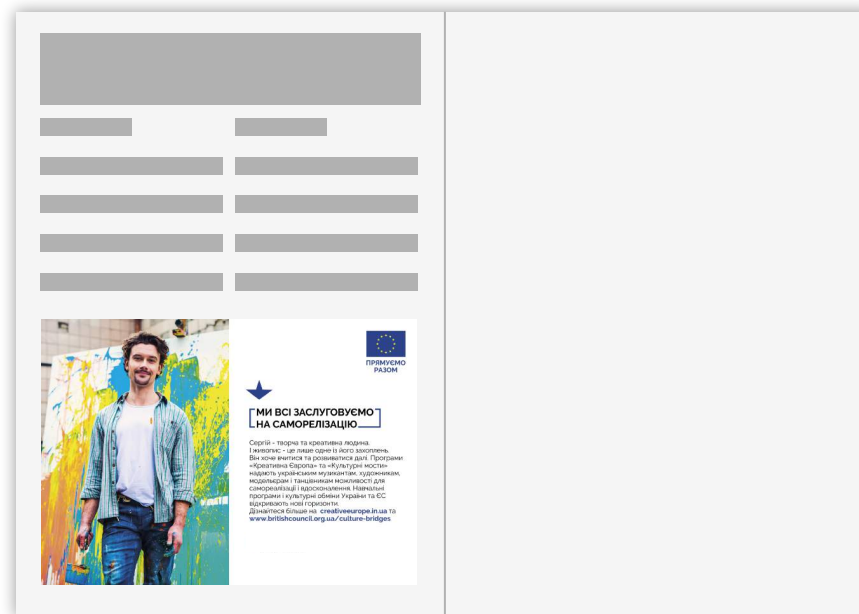 ПРЯМУЄМО
РАЗОМ
МИ ВСІ ЗАСЛУГОВУЄМО
НА САМОРЕЛІЗАЦІЮ
Сергій - творча та креативна людина.
І живопис - це лише одне із його захоплень.
Він хоче вчитися та розвиватися далі. Програми
«Креативна Європа» та «Культурні мости»
надають українським музикантам, художникам,
модельєрам і танцівникам можливості для
самореалізації і вдосконалення. Навчальні
програми і культурні обміни України та ЄС
відкривають нові горизонти.
Дізнайтеся більше на creativeeurope.in.ua та
www.britishcouncil.org.ua/culture-bridges